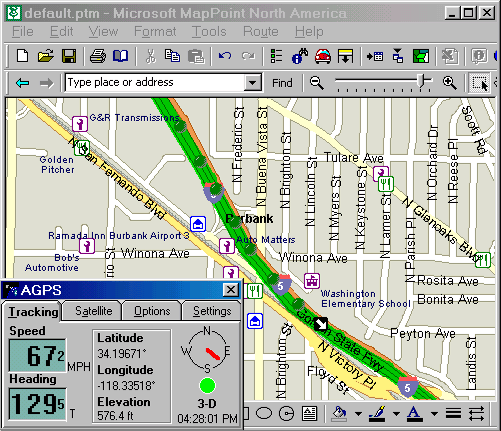 default.ptm - Microsoft MapPoint North America
File Edit View Format Tools Route Help
Type place or address Find
G&R Transmissions
Golden
Pitcher
N San Fernando Blvd
N Frederic St
N Buena Vista St
N Brighton St
N Lincoln St
N Myers St
N Keystone St
N Lamer St
N Parish Pl
N Orchard Dr
N Reese Pl
Scott Rd
Tulare Ave
N Glenoaks Blvd
Burbank
Ramada Inn Burbank Airport 3
Auto Matters
Bob's
Automotive
Winona Ave
Winona Ave
5
Washington
Elementary School
Rosita Ave
Bonita Ave
Peyton Ave
Landis St
N Brighton St
Floyd St
N Victory Pl
State Fwy
5
AGPS
Tracking Satellite Options Settings
Speed
67.2 MPH
Heading
129.5 T
Latitude
34.19671°
Longitude
-118.33518°
Elevation
576.4 ft
N
W E
S
3-D
04:28:01 PM